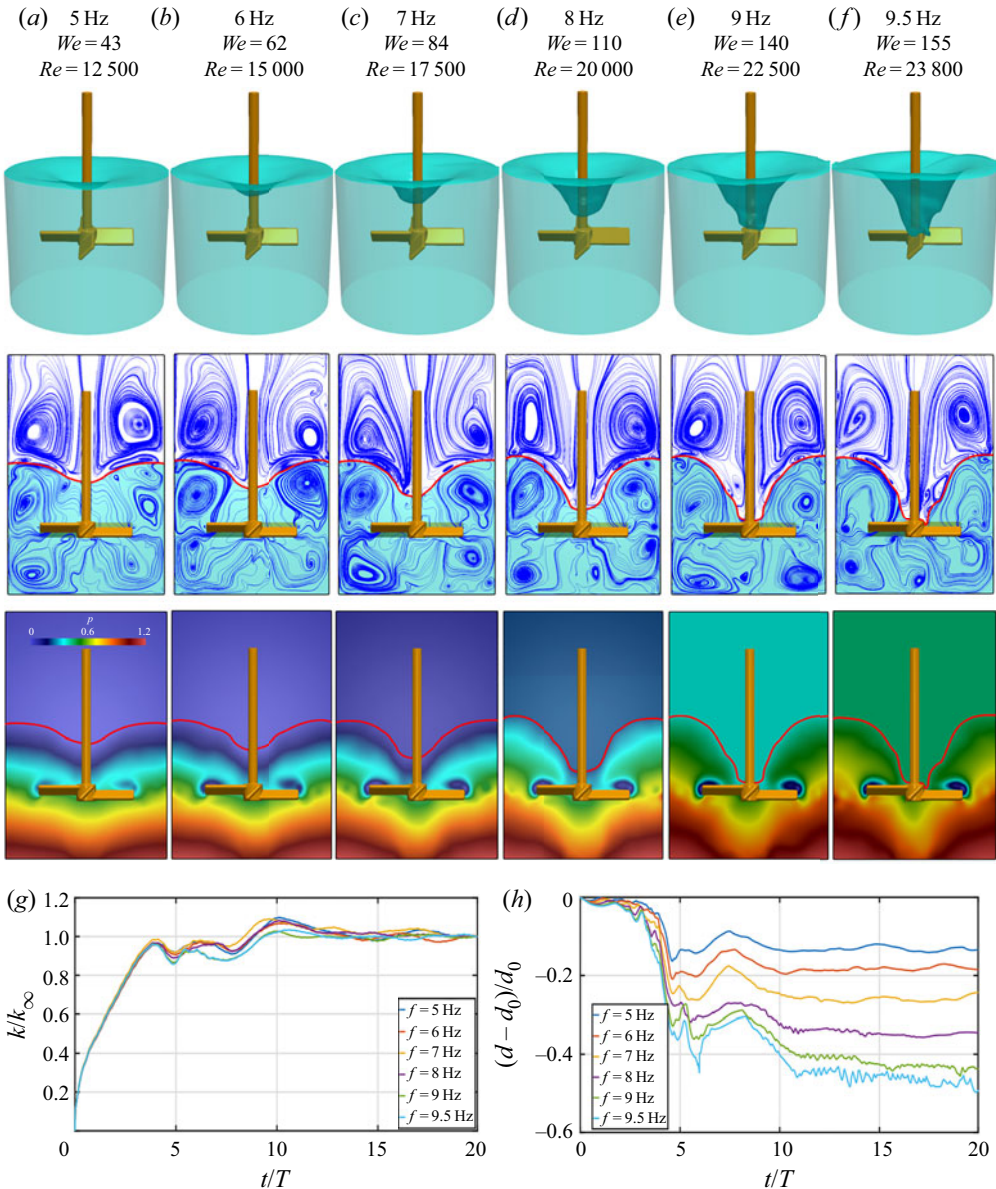 (a) 5 Hz (b) 6 Hz (c) 7 Hz (d) 8 Hz (e) 9 Hz (f) 9.5 Hz
We = 43 We = 62 We = 84 We = 110 We = 140 We = 155
Re = 12 500 Re = 15 000 Re = 17 500 Re = 20 000 Re = 22 500 Re = 23 800
p
0 0.6 1.2
(g)
1.2
1.0
0.8
0.6
0.4
0.2
k/k∞
f = 5 Hz
f = 6 Hz
f = 7 Hz
f = 8 Hz
f = 9 Hz
f = 9.5 Hz
0 5 10 15 20
t/T
(h)
0
−0.2
−0.4
−0.6
(d − d0)/d0
f = 5 Hz
f = 6 Hz
f = 7 Hz
f = 8 Hz
f = 9 Hz
f = 9.5 Hz
0 5 10 15 20
t/T